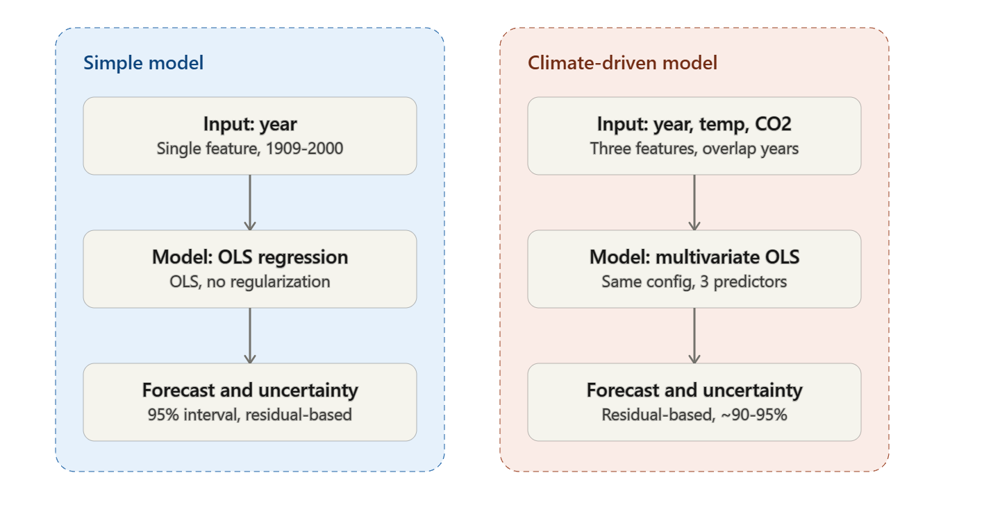 Simple model
Input: year
Single feature, 1909-2000
Model: OLS regression
OLS, no regularization
Forecast and uncertainty
95% interval, residual-based
Climate-driven model
Input: year, temp, CO2
Three features, overlap years
Model: multivariate OLS
Same config, 3 predictors
Forecast and uncertainty
Residual-based, ~90-95%